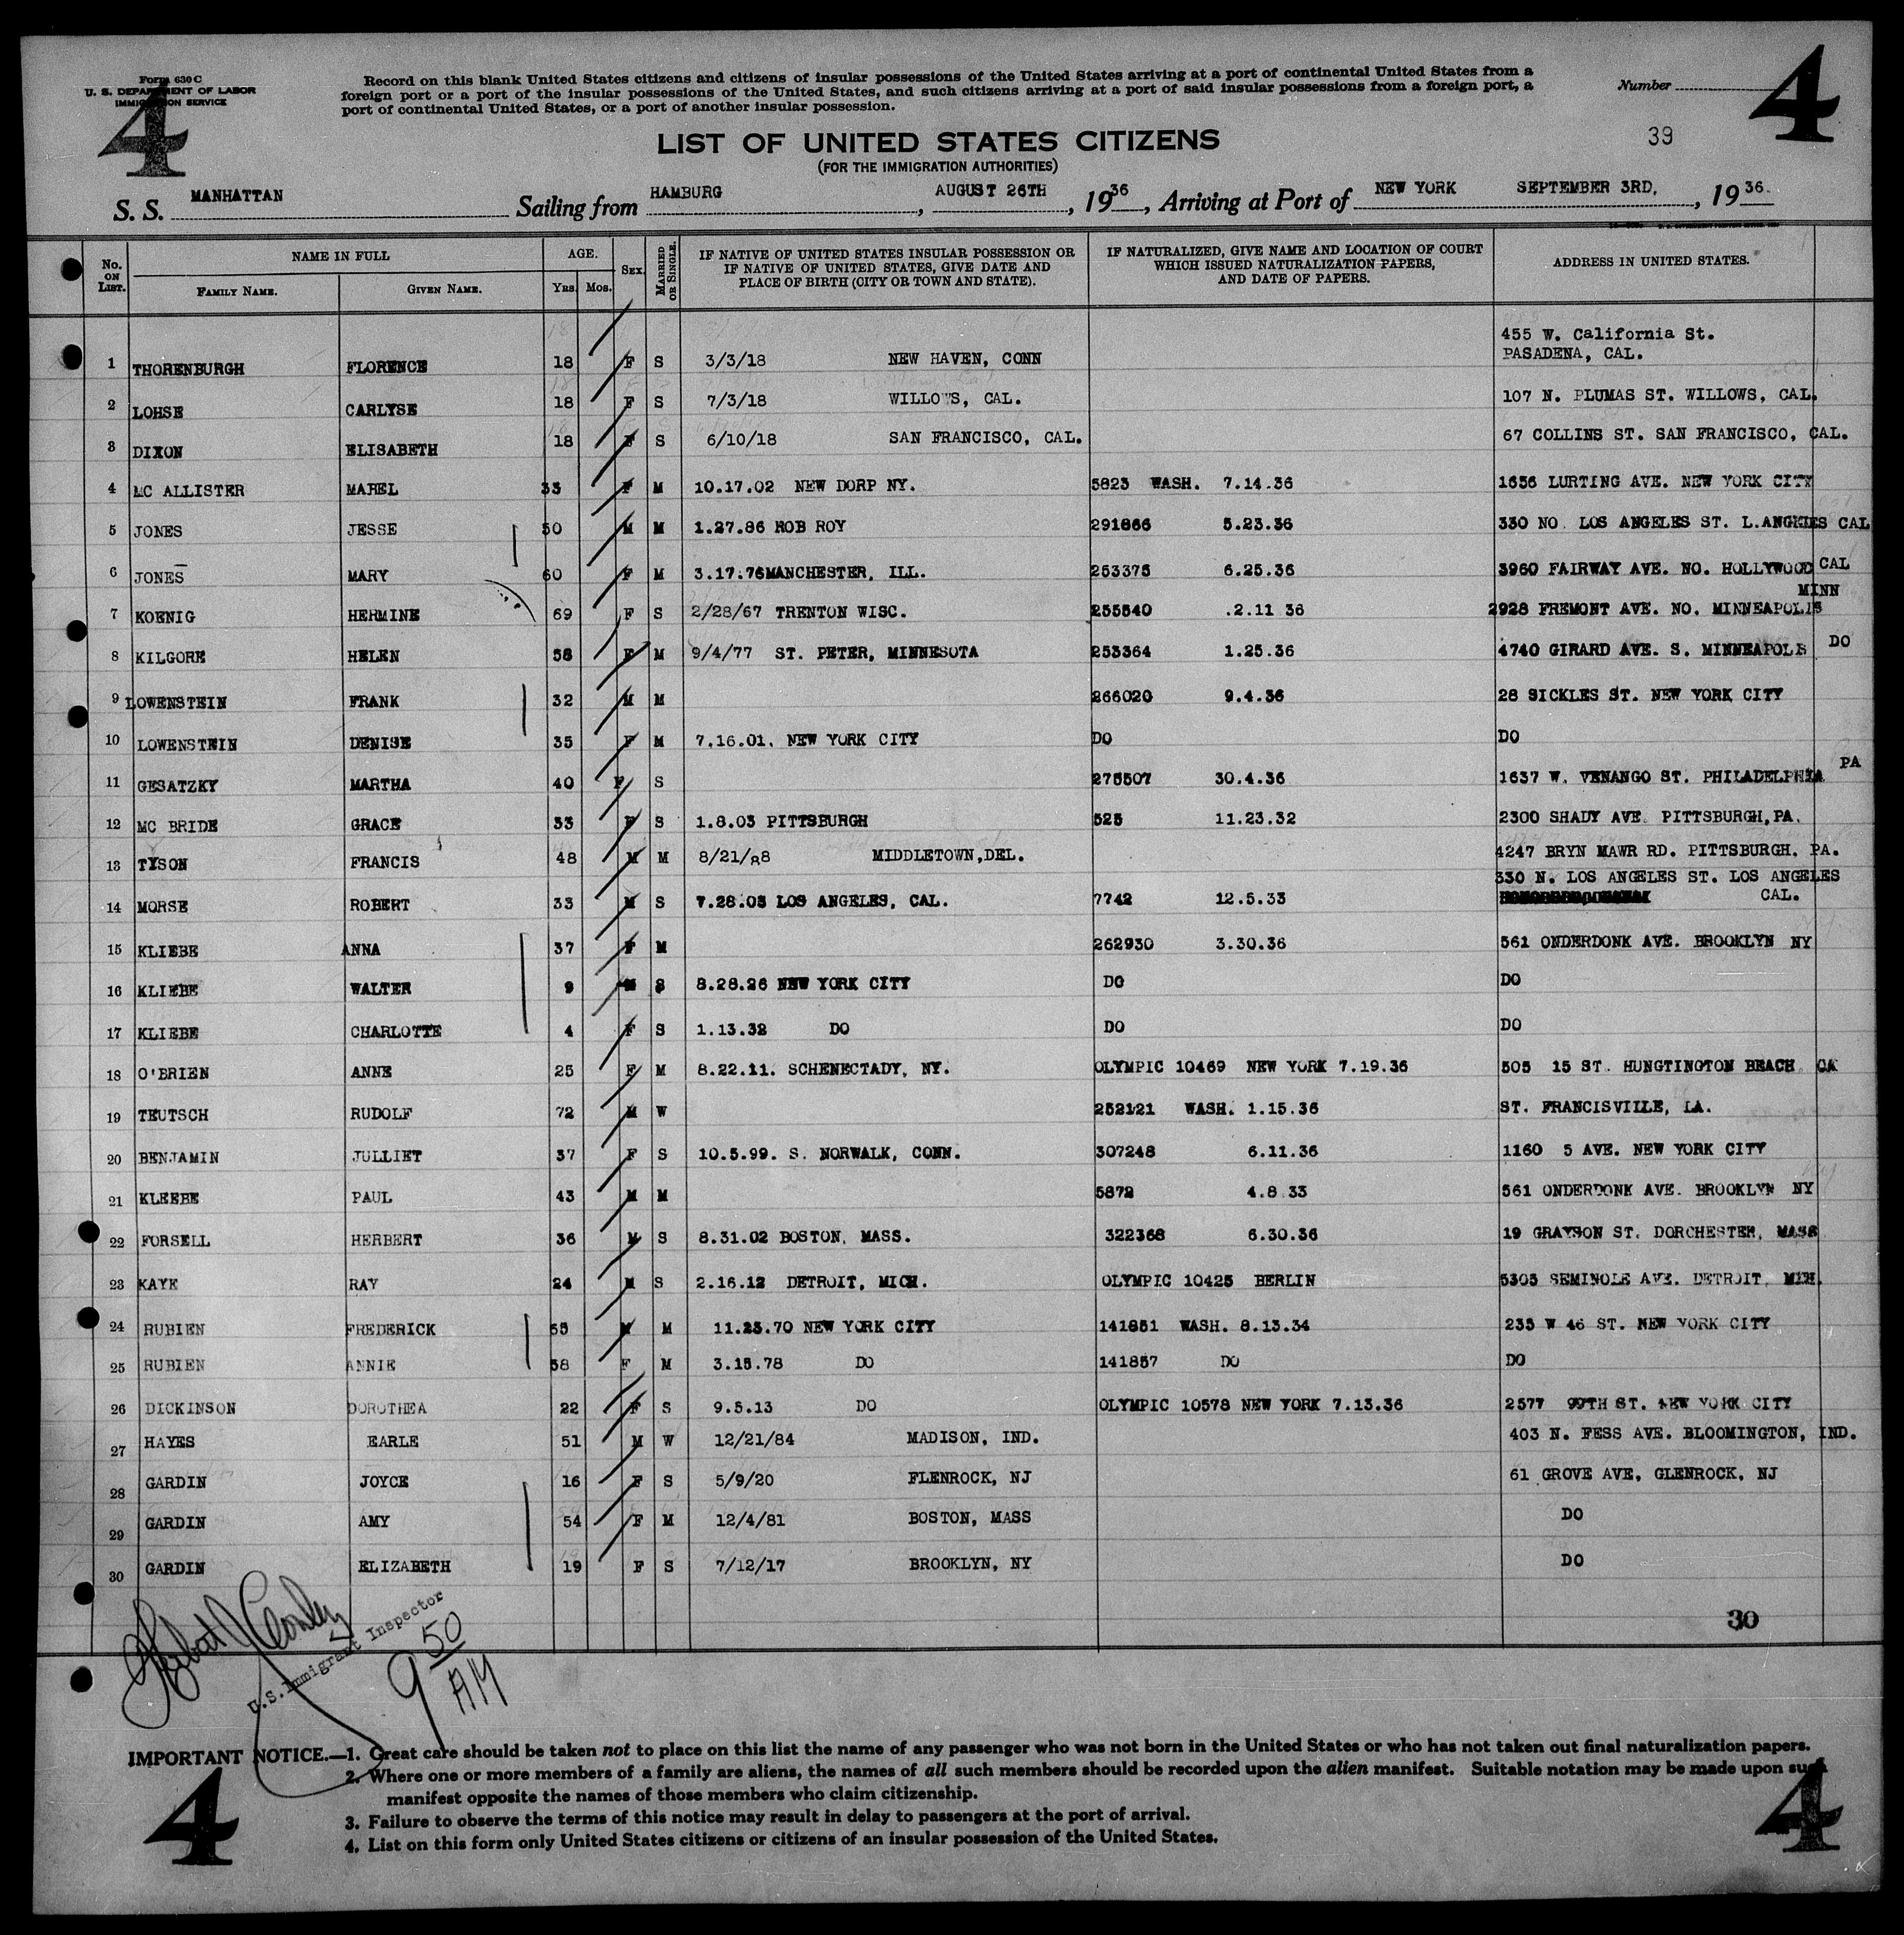 Form 630 C
U. S. DEPARTMENT OF LABOR
IMMIGRATION SERVICE
4
Record on this blank United States citizens and citizens of insular possessions of the United States arriving at a port of continental United States from a
foreign port or a port of the insular possessions of the United States, and such citizens arriving at a port of said insular possessions from a foreign port, a
port of continental United States, or a port of another insular possession.
Number
4
39
LIST OF UNITED STATES CITIZENS
(FOR THE IMMIGRATION AUTHORITIES)
S. S. MANHATTAN Sailing from HAMBURG, AUGUST 26TH, 1936, Arriving at Port of NEW YORK SEPTEMBER 3RD, 1936.
No. ON LIST. NAME IN FULL FAMILY NAME. GIVEN NAME. AGE. YRS. MOS. SEX. MARRIED OR SINGLE. IF NATIVE OF UNITED STATES INSULAR POSSESSION OR IF NATIVE OF UNITED STATES, GIVE DATE AND PLACE OF BIRTH (CITY OR TOWN AND STATE). IF NATURALIZED, GIVE NAME AND LOCATION OF COURT WHICH ISSUED NATURALIZATION PAPERS, AND DATE OF PAPERS. ADDRESS IN UNITED STATES.
455 W. California St.
1 THORENBURGH FLORENCE 18 F S 3/3/18 NEW HAVEN, CONN PASADENA, CAL.
2 LOHSE CARLYSE 18 F S 7/3/18 WILLOWS, CAL. 107 N. PLUMAS ST. WILLOWS, CAL.
3 DIXON ELISABETH 18 F S 6/10/18 SAN FRANCISCO, CAL. 67 COLLINS ST. SAN FRANCISCO, CAL.
4 MC ALLISTER MABEL 33 F M 10.17.02 NEW DORP NY. 5823 WASH. 7.14.36 1656 LURTING AVE. NEW YORK CITY
5 JONES JESSE 50 M M 1.27.86 ROB ROY 291866 5.23.36 330 NO. LOS ANGELES ST. L.ANGELES CAL
6 JONES MARY 60 F M 3.17.76 MANCHESTER, ILL. 253375 6.25.36 3960 FAIRWAY AVE. NO. HOLLYWOOD CAL
MINN
7 KOENIG HERMINE 69 F S 2/28/67 TRENTON WISC. 255540 .2.11 36 2928 FREMONT AVE. NO. MINNEAPOLIS
8 KILGORE HELEN 58 F M 9/4/77 ST. PETER, MINNESOTA 253364 1.25.36 4740 GIRARD AVE. S. MINNEAPOLIS DO
9 LOWENSTEIN FRANK 32 M M 266020 9.4.36 28 SICKLES ST. NEW YORK CITY
10 LOWENSTEIN DENISE 35 F M 7.16.01. NEW YORK CITY DO DO
11 GESATZKY MARTHA 40 F S 275507 30.4.36 1637 W. VENANGO ST. PHILADELPHIA PA
12 MC BRIDE GRACE 33 F S 1.8.03 PITTSBURGH 525 11.23.32 2300 SHADY AVE. PITTSBURGH, PA.
13 TYSON FRANCIS 48 M M 8/21/88 MIDDLETOWN,DEL. 4247 BRYN MAWR RD. PITTSBURGH. PA.
330 N. LOS ANGELES ST. LOS ANGELES
14 MORSE ROBERT 33 M S 7.28.03 LOS ANGELES, CAL. 7742 12.5.33 CAL.
15 KLIEBE ANNA 37 F M 262930 3.30.36 561 ONDERDONK AVE. BROOKLYN NY
16 KLIEBE WALTER 9 M S 8.28.26 NEW YORK CITY DO DO
17 KLIEBE CHARLOTTE 4 F S 1.13.32 DO DO DO
18 O'BRIEN ANNE 25 F M 8.22.11. SCHENECTADY, NY. OLYMPIC 10469 NEW YORK 7.19.36 505 15 ST. HUNGTINGTON BEACH CA
19 TEUTSCH RUDOLF 72 M W 252121 WASH. 1.15.36 ST. FRANCISVIILE, LA.
20 BENJAMIN JULLIET 37 F S 10.5.99. S. NORWALK, CONN. 307248 6.11.36 1160 5 AVE. NEW YORK CITY
21 KLEEBE PAUL 43 M M 5872 4.8 33 561 ONDERDONK AVE. BROOKLYN NY
22 FORSELL HERBERT 36 M S 8.31.02 BOSTON, MASS. 322368 6.30.36 19 GRAYSON ST. DORCHESTER, MASS
23 KAYE RAY 24 M S 2.16.12 DETROIT, MICH. OLYMPIC 10425 BERLIN 5305 SEMINOLE AVE. DETROIT,
24 RUBIEN FREDERICK 65 M M 11.23.70 NEW YORK CITY 141851 WASH. 8.13.34 233 W 46 ST. NEW YORK CITY
25 RUBIEN ANNIE 58 F M 3.15.78 DO 141857 DO DO
26 DICKINSON DOROTHEA 22 F S 9.5.13 DO OLYMPIC 10578 NEW YORK 7.13.36 2577 99TH ST. NEW YORK CITY
27 HAYES EARLE 51 M W 12/21/84 MADISON, IND. 403 N. FESS AVE. BLOOMINGTON, IND.
28 GARDIN JOYCE 16 F S 5/9/20 FLENROCK, NJ 61 GROVE AVE, GLENROCK, NJ
29 GARDIN AMY 54 F M 12/4/81 BOSTON, MASS DO
30 GARDIN ELIZABETH 19 F S 7/12/17 BROOKLYN, NY DO
30
U.S. Immigrant Inspector
9 50 AM
IMPORTANT NOTICE.—1. Great care should be taken not to place on this list the name of any passenger who was not born in the United States or who has not taken out final naturalization papers.
2. Where one or more members of a family are aliens, the names of all such members should be recorded upon the alien manifest. Suitable notation may be made upon such
manifest opposite the names of those members who claim citizenship.
3. Failure to observe the terms of this notice may result in delay to passengers at the port of arrival.
4. List on this form only United States citizens or citizens of an insular possession of the United States.
4
4